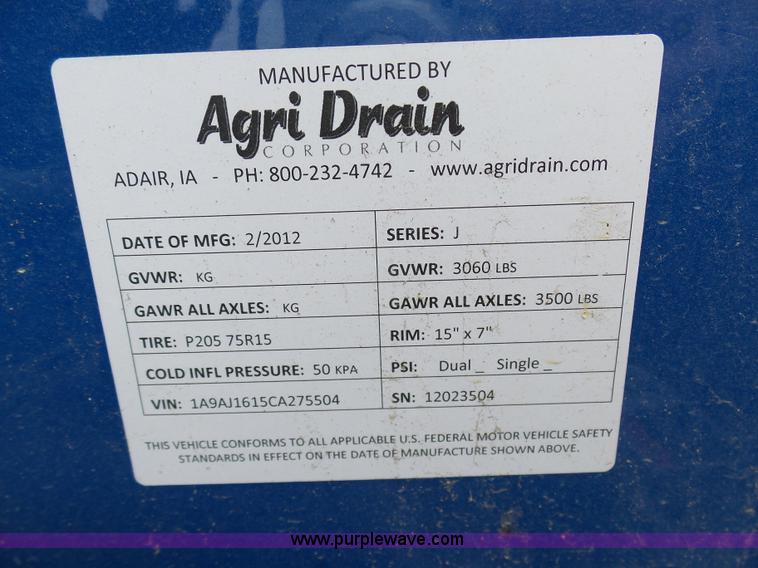 MANUFACTURED BY
Agri Drain
CORPORATION
ADAIR, IA - PH: 800-232-4742 - www.agridrain.com
DATE OF MFG: 2/2012 SERIES: J
GVWR: KG GVWR: 3060 LBS
GAWR ALL AXLES: KG GAWR ALL AXLES: 3500 LBS
TIRE: P205 75R15 RIM: 15" x 7"
COLD INFL PRESSURE: 50 KPA PSI: Dual _ Single _
VIN: 1A9AJ1615CA275504 SN: 12023504
THIS VEHICLE CONFORMS TO ALL APPLICABLE U.S. FEDERAL MOTOR VEHICLE SAFETY
STANDARDS IN EFFECT ON THE DATE OF MANUFACTURE SHOWN ABOVE.
www.purplewave.com